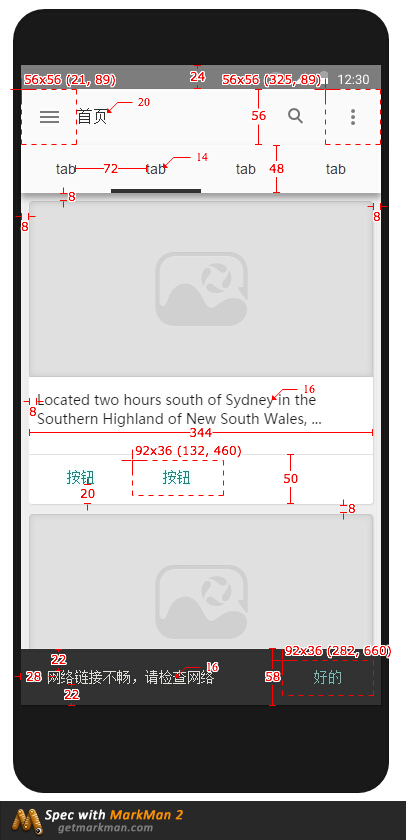 56x56 (21, 89)
24
56x56 (325, 89)
12:30
首页
20
56
tab
72
tab
14
tab
48
tab
8
8
8
Located two hours south of Sydney in the
16
8
Southern Highland of New South Wales, ...
344
92x36 (132, 460)
按钮
按钮
50
20
8
92x36 (282, 660)
22
28
网络链接不畅，请检查网络
16
58
好的
22
Spec with MarkMan 2
getmarkman.com